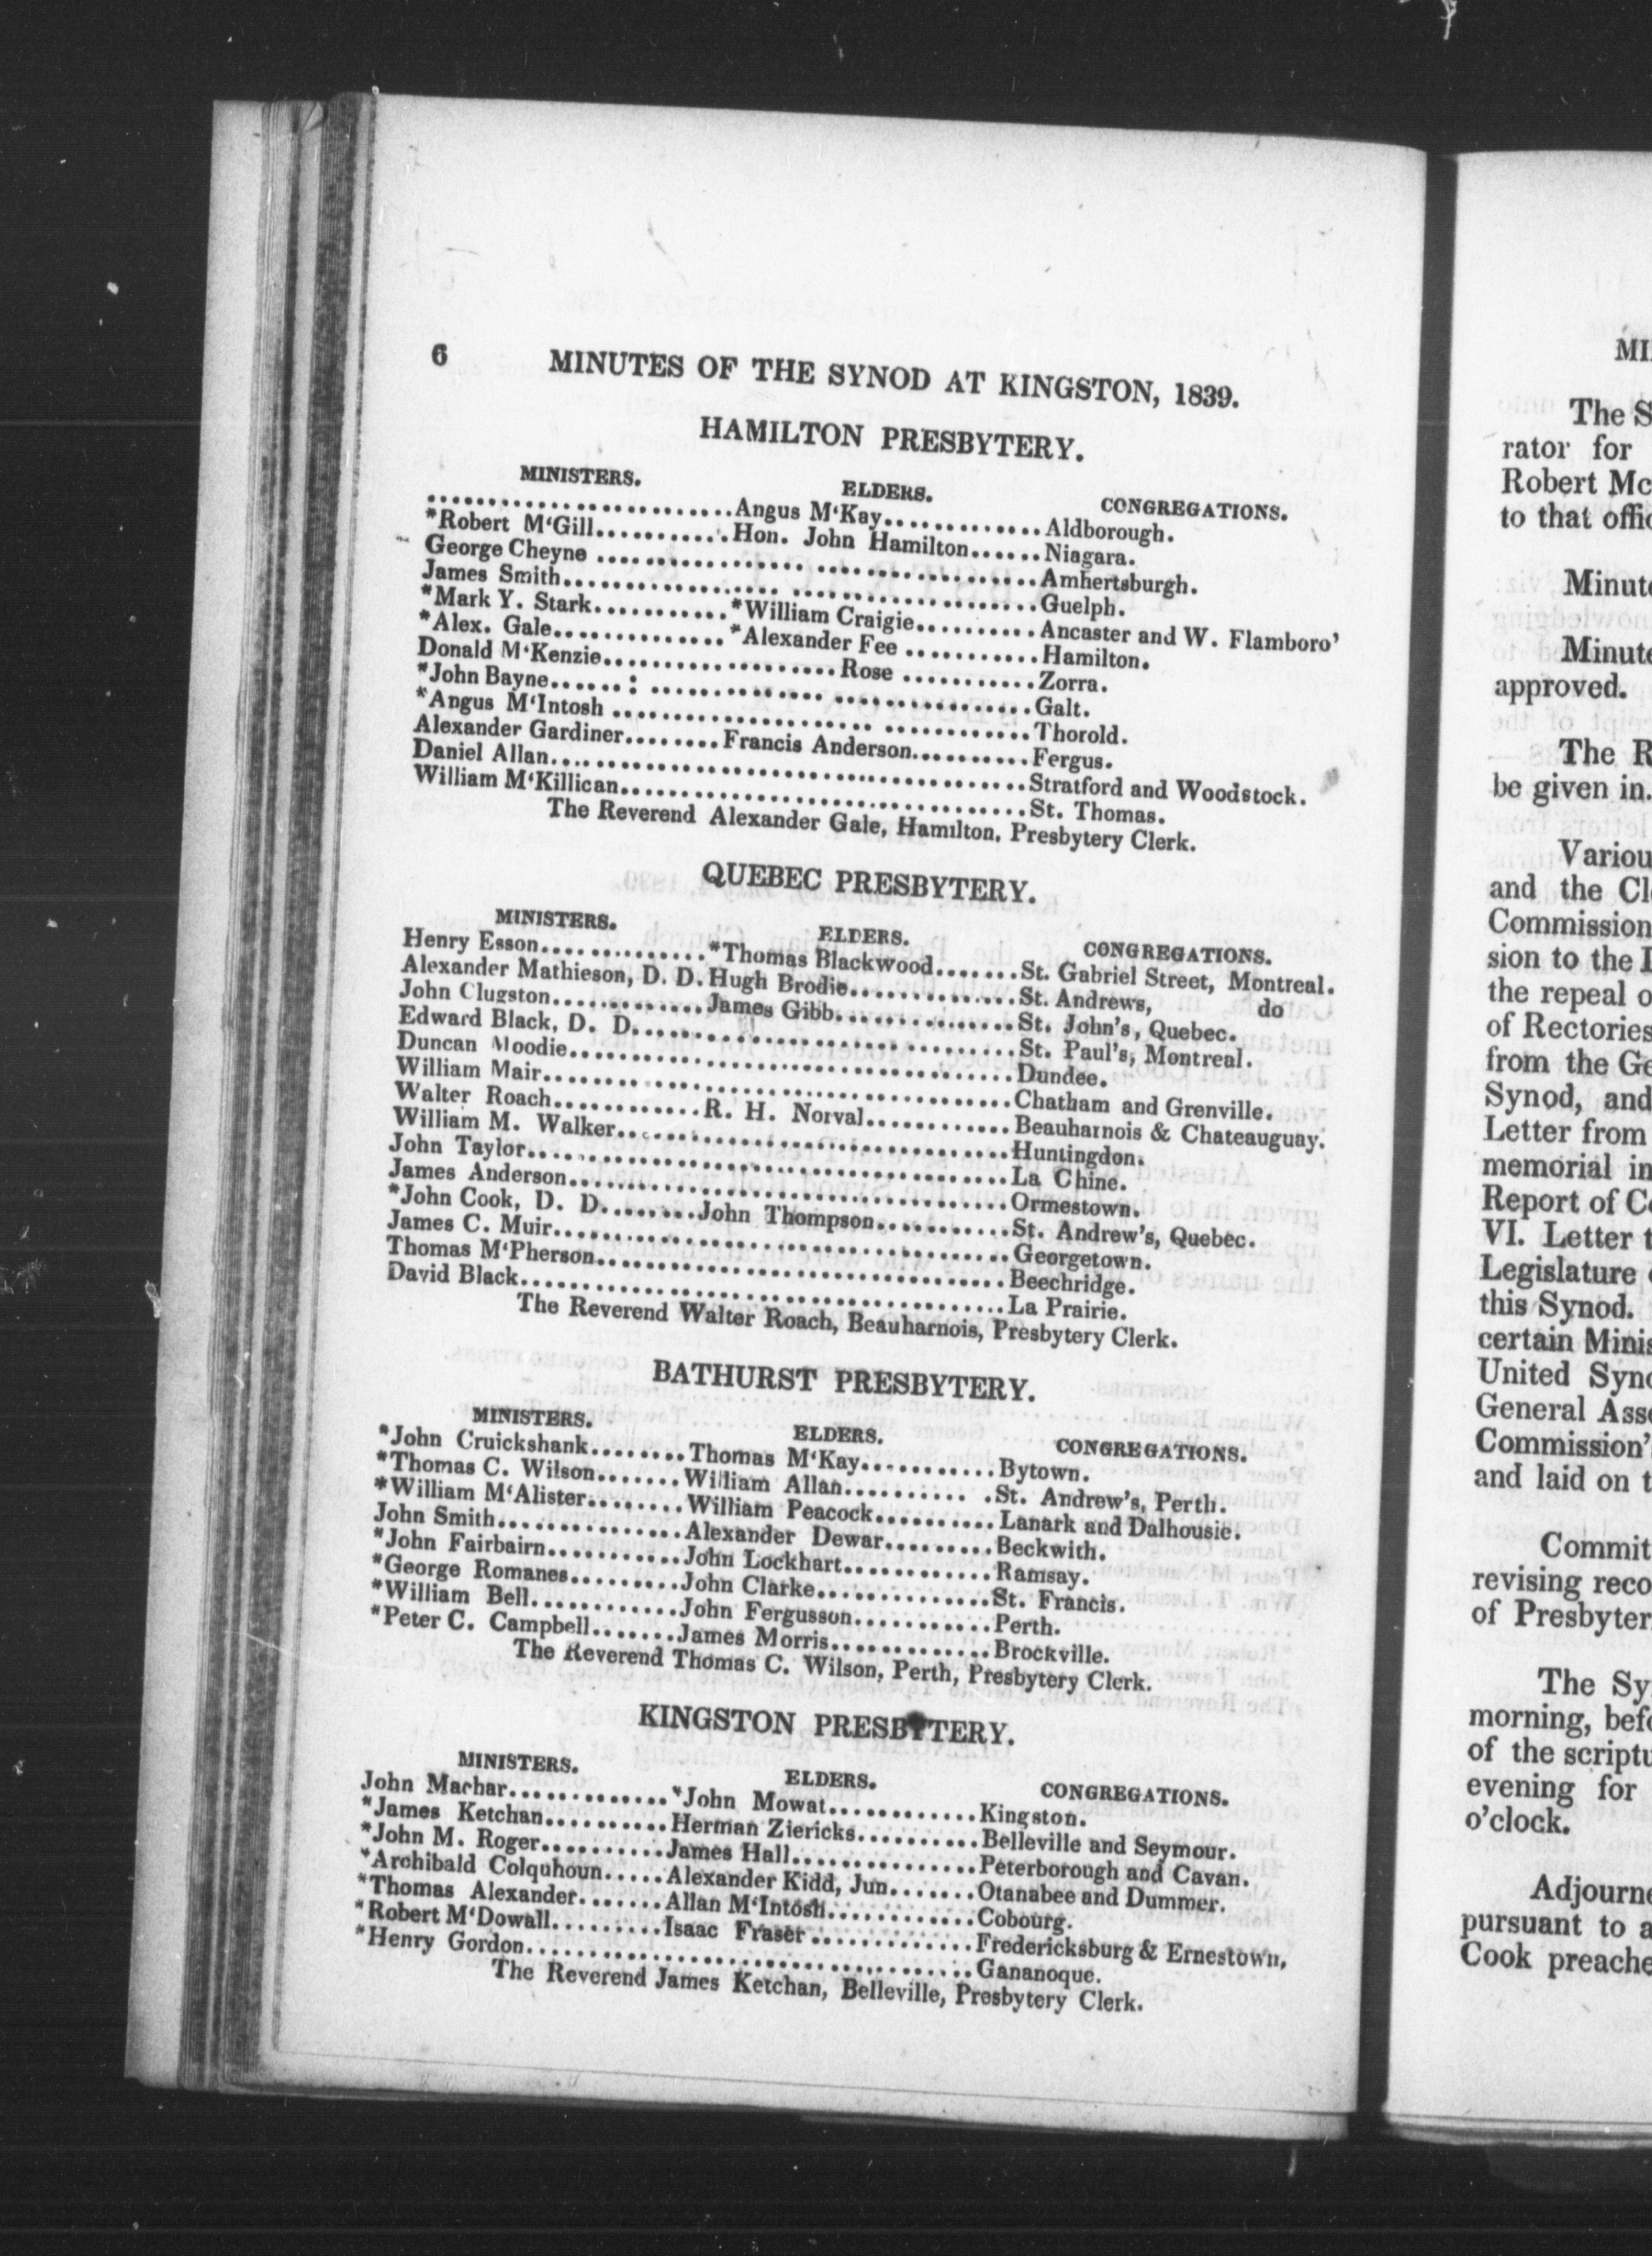 6 MINUTES OF THE SYNOD AT KINGSTON, 1839.
HAMILTON PRESBYTERY.
MINISTERS. ELDERS. CONGREGATIONS.
.........................Angus M‘Kay.............Aldborough.
*Robert M‘Gill...........Hon. John Hamilton......Niagara.
George Cheyne ...................................Amhertsburgh.
James Smith......................................Guelph.
*Mark Y. Stark...........*William Craigie..........Ancaster and W. Flamboro’
*Alex. Gale..............*Alexander Fee ...........Hamilton.
Donald M‘Kenzie...................Rose ...........Zorra.
*John Bayne......: ..............................Galt.
*Angus M‘Intosh ..................................Thorold.
Alexander Gardiner........Francis Anderson..........Fergus.
Daniel Allan.......................................Stratford and Woodstock.
William M‘Killican..................................St. Thomas.
The Reverend Alexander Gale, Hamilton, Presbytery Clerk.
QUEBEC PRESBYTERY.
MINISTERS. ELDERS. CONGREGATIONS.
Henry Esson..............*Thomas Blackwood.......St. Gabriel Street, Montreal.
Alexander Mathieson, D. D. Hugh Brodie..............St. Andrews, do
John Clugston.............James Gibb...............St. John's, Quebec.
Edward Black, D. D.................................St. Paul's, Montreal.
Duncan Moodie.....................................Dundee.
William Mair.......................................Chatham and Grenville.
Walter Roach............R. H. Norval............Beauharnois & Chateauguay.
William M. Walker.................................Huntingdon.
John Taylor........................................La Chine.
James Anderson....................................Ormestown.
*John Cook, D. D........John Thompson...........St. Andrew's, Quebec.
James C. Muir......................................Georgetown.
Thomas M‘Pherson..................................Beechridge.
David Black........................................La Prairie.
The Reverend Walter Roach, Beauharnois, Presbytery Clerk.
BATHURST PRESBYTERY.
MINISTERS. ELDERS. CONGREGATIONS.
*John Cruickshank........Thomas M‘Kay...........Bytown.
*Thomas C. Wilson.......William Allan.......... .St. Andrew's, Perth.
*William M‘Alister........William Peacock..........Lanark and Dalhousie.
John Smith...............Alexander Dewar.........Beckwith.
*John Fairbairn...........John Lockhart............Ramsay.
*George Romanes.........John Clarke..............St. Francis.
*William Bell............John Fergusson...........Perth.
*Peter C. Campbell.......James Morris.............Brockville.
The Reverend Thomas C. Wilson, Perth, Presbytery Clerk.
KINGSTON PRESBYTERY.
MINISTERS. ELDERS. CONGREGATIONS.
John Machar.............*John Mowat............Kingston.
*James Ketchan..........Herman Ziericks..........Belleville and Seymour.
*John M. Roger..........James Hall...............Peterborough and Cavan.
*Archibald Colquhoun.....Alexander Kidd, Jun.......Otanabee and Dummer.
*Thomas Alexander.......Allan M‘Intosh............Cobourg.
*Robert M‘Dowall.........Isaac Fraser.............Fredericksburg & Ernestown,
*Henry Gordon.....................................Gananoque.
The Reverend James Ketchan, Belleville, Presbytery Clerk.
The S
rator for
Robert Mc
to that offic
Minute
Minute
approved.
The R
be given in.
Variou
and the Cl
Commission
sion to the
the repeal o
of Rectories
from the Ge
Synod, and
Letter from
memorial in
Report of Co
VI. Letter t
Legislature
this Synod.
certain Minis
United Syno
General Asse
Commission's
and laid on t
Commit
revising reco
of Presbyter
The Sy
morning, befo
of the scriptu
evening for
o'clock.
Adjourne
pursuant to a
Cook preache